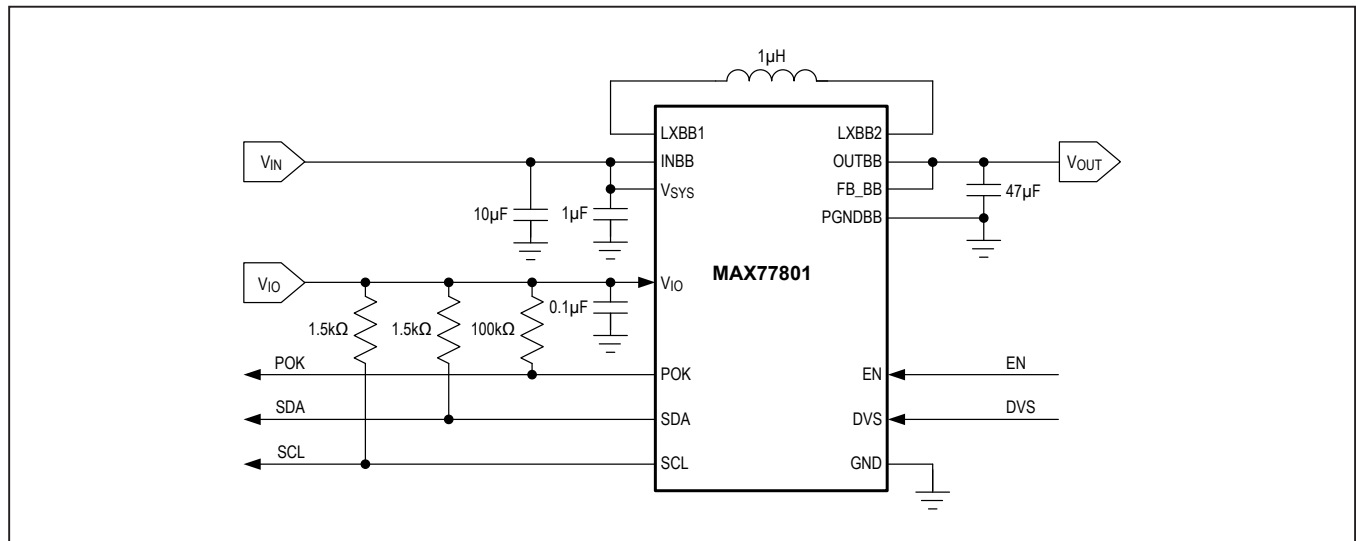 1µH
LXBB1
LXBB2
VIN
INBB
OUTBB
VOUT
VSYS
FB_BB
10µF
1µF
47µF
PGNDBB
MAX77801
VIO
VIO
0.1µF
1.5kΩ
1.5kΩ
100kΩ
POK
POK
EN
EN
SDA
SDA
DVS
DVS
SCL
SCL
GND